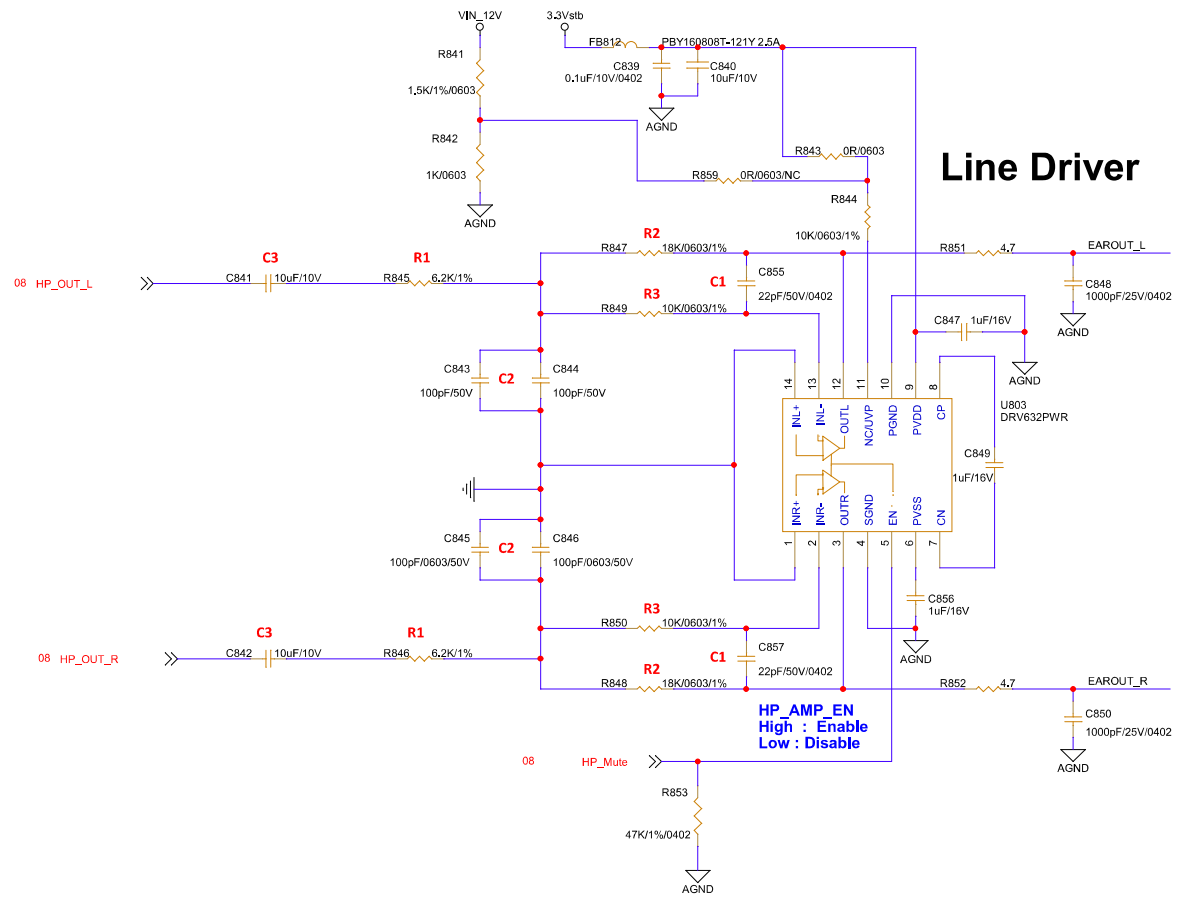 VIN_12V
3.3Vstb
FB812 PBY160808T-121Y 2.5A
R841
1.5K/1%/0603
C839
0.1uF/10V/0402
C840
10uF/10V
AGND
R842
1K/0603
AGND
R843 0R/0603
R859 0R/0603/NC
Line Driver
R844
10K/0603/1%
R2
R847 18K/0603/1%
R851 4.7
EAROUT_L
C3
R1
08 HP_OUT_L
C841 10uF/10V
R845 6.2K/1%
C1
C855
22pF/50V/0402
C848
1000pF/25V/0402
AGND
R3
R849 10K/0603/1%
C847 1uF/16V
AGND
C843
100pF/50V
C2
C844
100pF/50V
14 13 12 11 10 9 8
INL+ INL- OUTL NC/UVP PGND PVDD CP
U803
DRV632PWR
C849
1uF/16V
INR+ INR- OUTR SGND EN PVSS CN
1 2 3 4 5 6 7
C845
100pF/0603/50V
C2
C846
100pF/0603/50V
C856
1uF/16V
AGND
R3
R850 10K/0603/1%
C3
R1
08 HP_OUT_R
C842 10uF/10V
R846 6.2K/1%
C1
C857
22pF/50V/0402
R2
R848 18K/0603/1%
R852 4.7
EAROUT_R
C850
1000pF/25V/0402
AGND
HP_AMP_EN
High : Enable
Low : Disable
08 HP_Mute
R853
47K/1%/0402
AGND